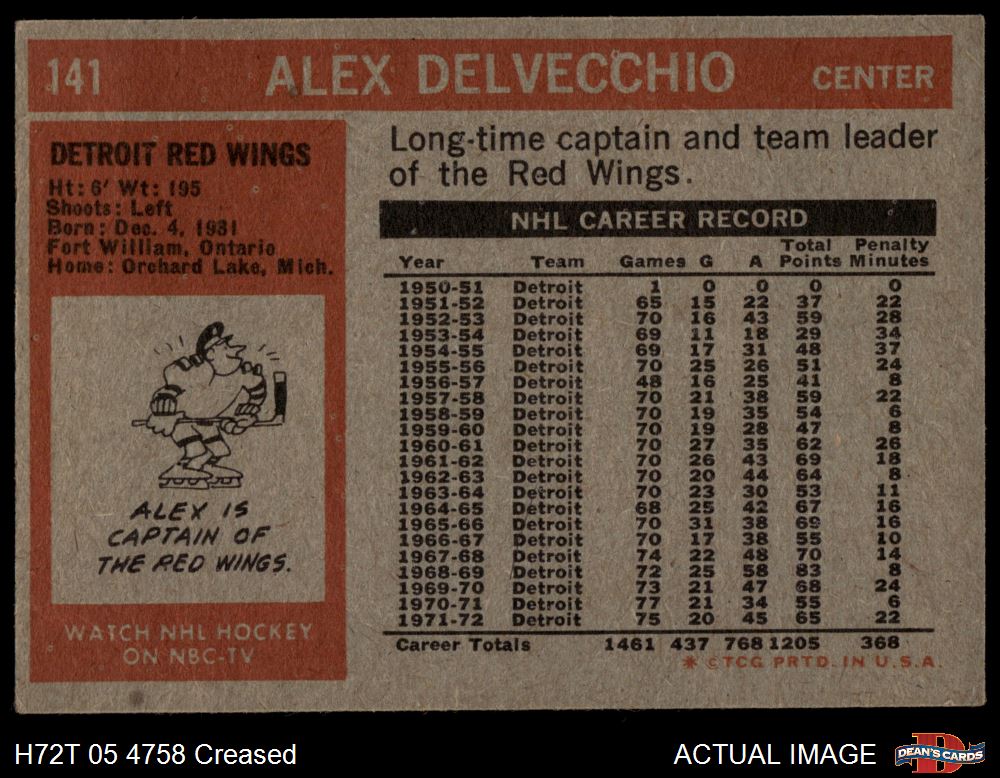 141 ALEX DELVECCHIO CENTER
DETROIT RED WINGS
Ht: 6' Wt: 195
Shoots: Left
Born: Dec. 4, 1931
Fort William, Ontario
Home: Orchard Lake, Mich.
ALEX IS
CAPTAIN OF
THE RED WINGS.
WATCH NHL HOCKEY
ON NBC-TV
Long-time captain and team leader
of the Red Wings.
NHL CAREER RECORD
Year Team Games G A Total Points Penalty Minutes
1950-51 Detroit 1 0 0 0 0
1951-52 Detroit 65 15 22 37 22
1952-53 Detroit 70 16 43 59 28
1953-54 Detroit 69 11 18 29 34
1954-55 Detroit 69 17 31 48 37
1955-56 Detroit 70 25 26 51 24
1956-57 Detroit 48 16 25 41 8
1957-58 Detroit 70 21 38 59 22
1958-59 Detroit 70 19 35 54 6
1959-60 Detroit 70 19 28 47 8
1960-61 Detroit 70 27 35 62 26
1961-62 Detroit 70 26 43 69 18
1962-63 Detroit 70 20 44 64 8
1963-64 Detroit 70 23 30 53 11
1964-65 Detroit 68 25 42 67 16
1965-66 Detroit 70 31 38 69 16
1966-67 Detroit 70 17 38 55 10
1967-68 Detroit 74 22 48 70 14
1968-69 Detroit 72 25 58 83 8
1969-70 Detroit 73 21 47 68 24
1970-71 Detroit 77 21 34 55 6
1971-72 Detroit 75 20 45 65 22
Career Totals 1461 437 768 1205 368
* © TCG PRTD. IN U.S.A.
H72T 05 4758 Creased
ACTUAL IMAGE
DEAN'S CARDS